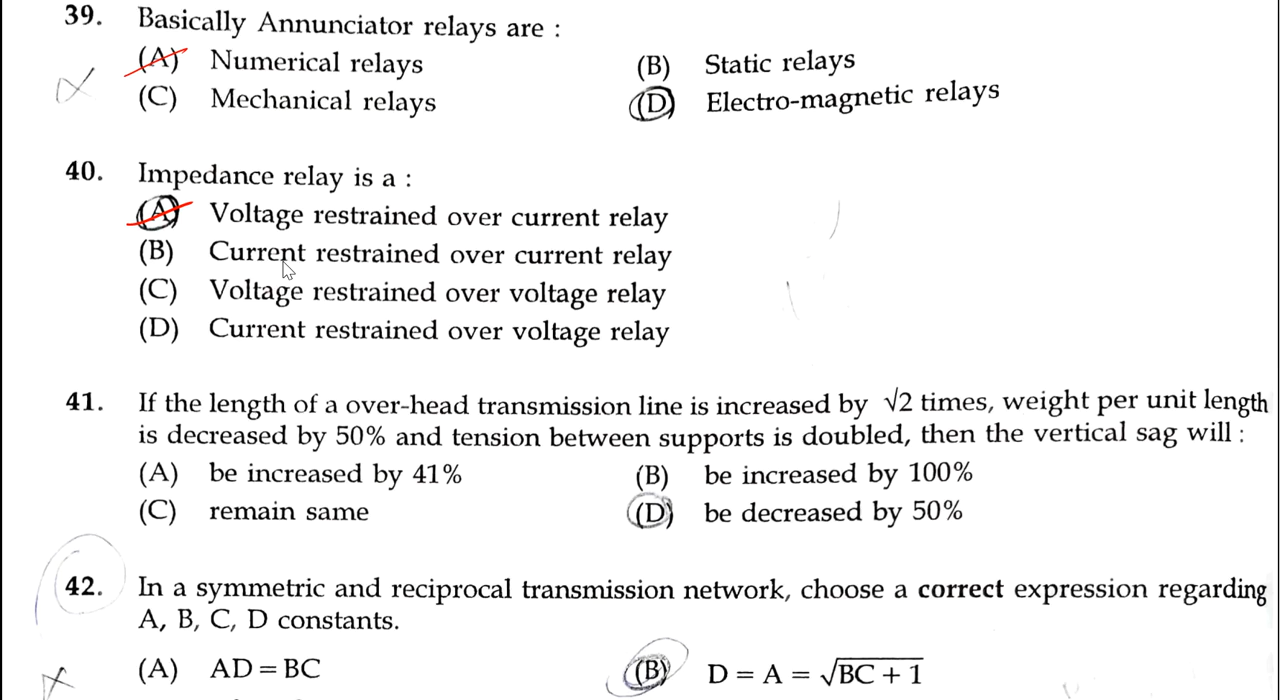 39. Basically Annunciator relays are :
(A) Numerical relays (B) Static relays
(C) Mechanical relays (D) Electro-magnetic relays
40. Impedance relay is a :
(A) Voltage restrained over current relay
(B) Current restrained over current relay
(C) Voltage restrained over voltage relay
(D) Current restrained over voltage relay
41. If the length of a over-head transmission line is increased by √2 times, weight per unit length
is decreased by 50% and tension between supports is doubled, then the vertical sag will :
(A) be increased by 41% (B) be increased by 100%
(C) remain same (D) be decreased by 50%
42. In a symmetric and reciprocal transmission network, choose a correct expression regarding
A, B, C, D constants.
(A) AD = BC (B) D = A = √BC + 1